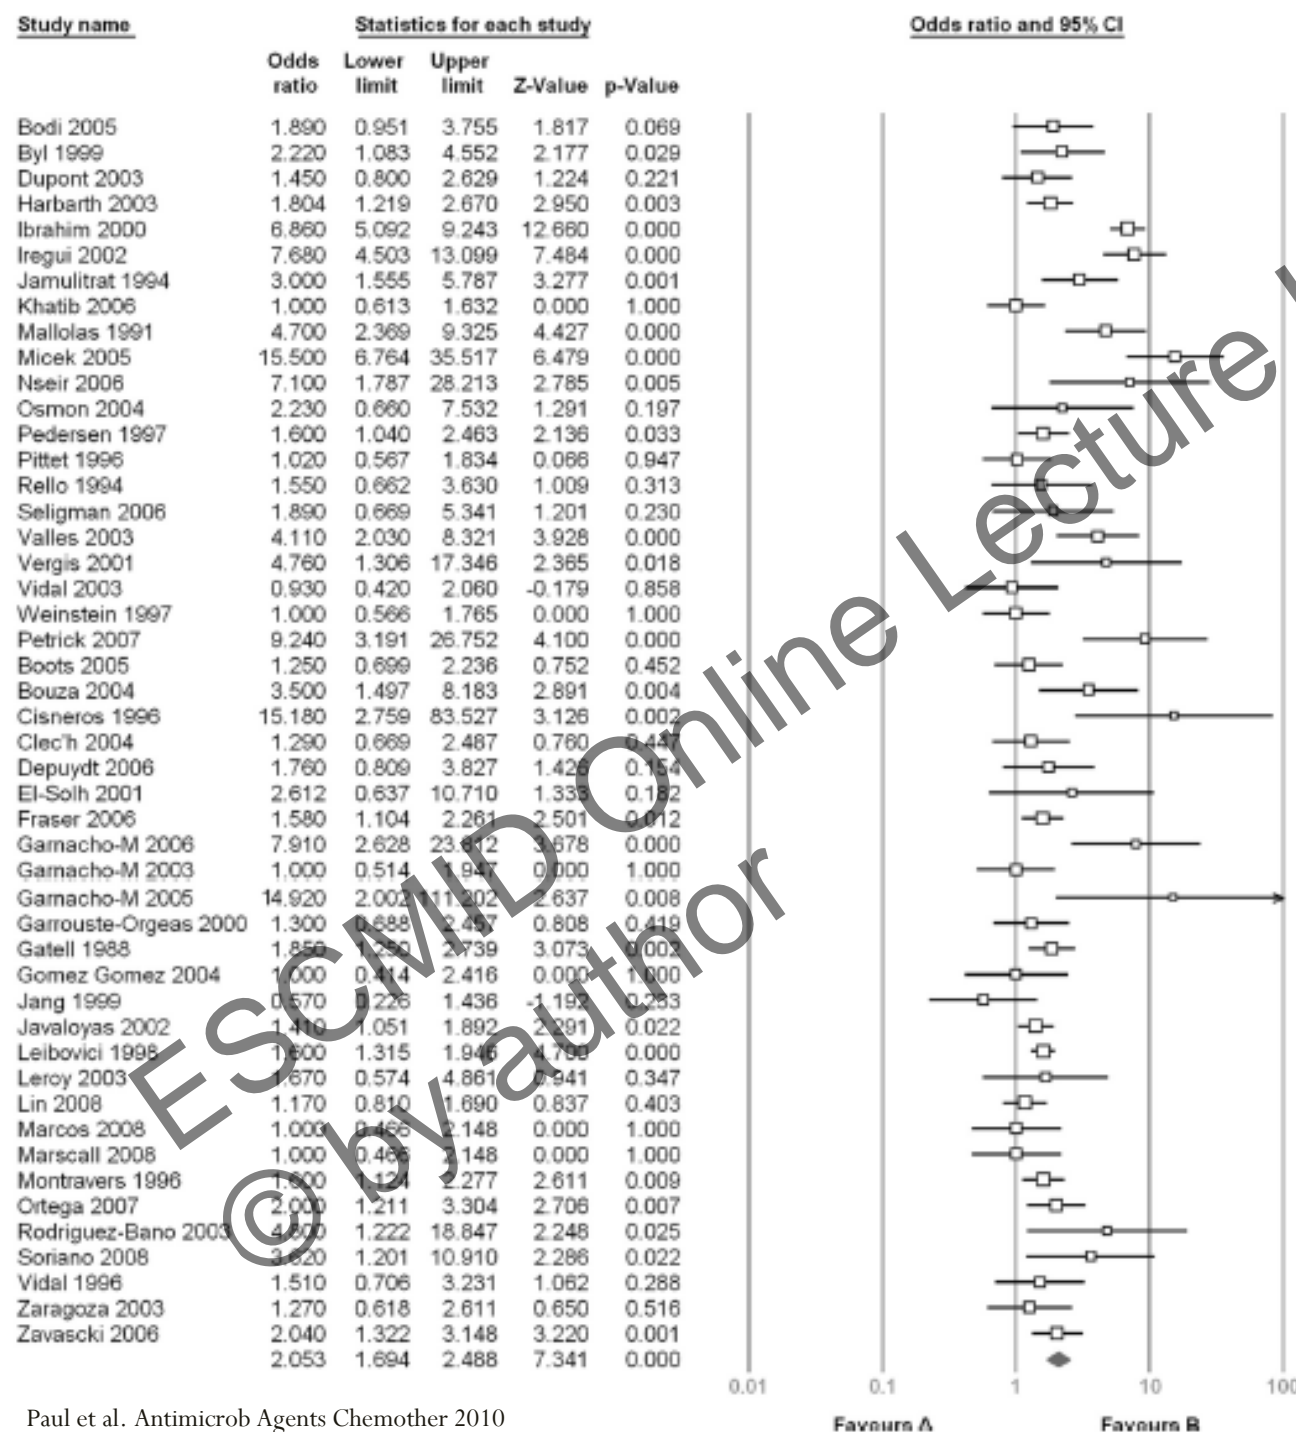 Study name Statistics for each study Odds ratio and 95% CI
Odds Lower Upper
ratio limit limit Z-Value p-Value
Bodi 2005 1.890 0.951 3.755 1.817 0.069
Byl 1999 2.220 1.083 4.552 2.177 0.029
Dupont 2003 1.450 0.800 2.629 1.224 0.221
Harbarth 2003 1.804 1.219 2.670 2.950 0.003
Ibrahim 2000 6.860 5.092 9.243 12.660 0.000
Iregui 2002 7.680 4.503 13.099 7.484 0.000
Jamulitrat 1994 3.000 1.555 5.787 3.277 0.001
Khatib 2006 1.000 0.613 1.632 0.000 1.000
Mallolas 1991 4.700 2.369 9.325 4.427 0.000
Micek 2005 15.500 6.764 35.517 6.479 0.000
Nseir 2006 7.100 1.787 28.213 2.785 0.005
Osmon 2004 2.230 0.660 7.532 1.291 0.197
Pedersen 1997 1.600 1.040 2.463 2.136 0.033
Pittet 1996 1.020 0.567 1.834 0.066 0.947
Rello 1994 1.550 0.662 3.630 1.009 0.313
Seligman 2006 1.890 0.669 5.341 1.201 0.230
Valles 2003 4.110 2.030 8.321 3.928 0.000
Vergis 2001 4.760 1.306 17.346 2.365 0.018
Vidal 2003 0.930 0.420 2.060 -0.179 0.858
Weinstein 1997 1.000 0.566 1.765 0.000 1.000
Petrick 2007 9.240 3.191 26.752 4.100 0.000
Boots 2005 1.250 0.699 2.236 0.752 0.452
Bouza 2004 3.500 1.497 8.183 2.891 0.004
Cisneros 1996 15.180 2.759 83.527 3.126 0.002
Clec'h 2004 1.290 0.669 2.487 0.760 0.447
Depuydt 2006 1.760 0.809 3.827 1.426 0.154
El-Solh 2001 2.612 0.637 10.710 1.333 0.182
Fraser 2006 1.580 1.104 2.261 2.501 0.012
Garnacho-M 2006 7.910 2.628 23.812 3.678 0.000
Garnacho-M 2003 1.000 0.514 1.947 0.000 1.000
Garnacho-M 2005 14.920 2.002 111.202 2.637 0.008
Garrouste-Orgeas 2000 1.300 0.688 2.457 0.808 0.419
Gatell 1988 1.850 1.250 2.739 3.073 0.002
Gomez Gomez 2004 1.000 0.414 2.416 0.000 1.000
Jang 1999 0.570 0.226 1.436 -1.192 0.233
Javaloyas 2002 1.410 1.051 1.892 2.291 0.022
Leibovici 1998 1.600 1.315 1.946 4.700
0.000
Leroy 2003 1.670 0.574 4.861 0.941 0.347
Lin 2008 1.170 0.810 1.690 0.837 0.403
Marcos 2008 1.000 0.466 2.148 0.000 1.000
Marscall 2008 1.000 0.466 2.148 0.000 1.000
Montravers 1996 1.600 1.124 2.277 2.611 0.009
Ortega 2007 2.000 1.211 3.304 2.706 0.007
Rodriguez-Bano 2003 4.800 1.222 18.847 2.248 0.025
Soriano 2008 3.620 1.201 10.910 2.286 0.022
Vidal 1996 1.510 0.706 3.231 1.062 0.288
Zaragoza 2003 1.270 0.618 2.611 0.650 0.516
Zavascki 2006 2.040 1.322 3.148 3.220 0.001
2.053 1.694 2.488 7.341 0.000
0.01 0.1 1 10 100
Favours A Favours B
Paul et al. Antimicrob Agents Chemother 2010
ESCMID Online Lecture
© by author